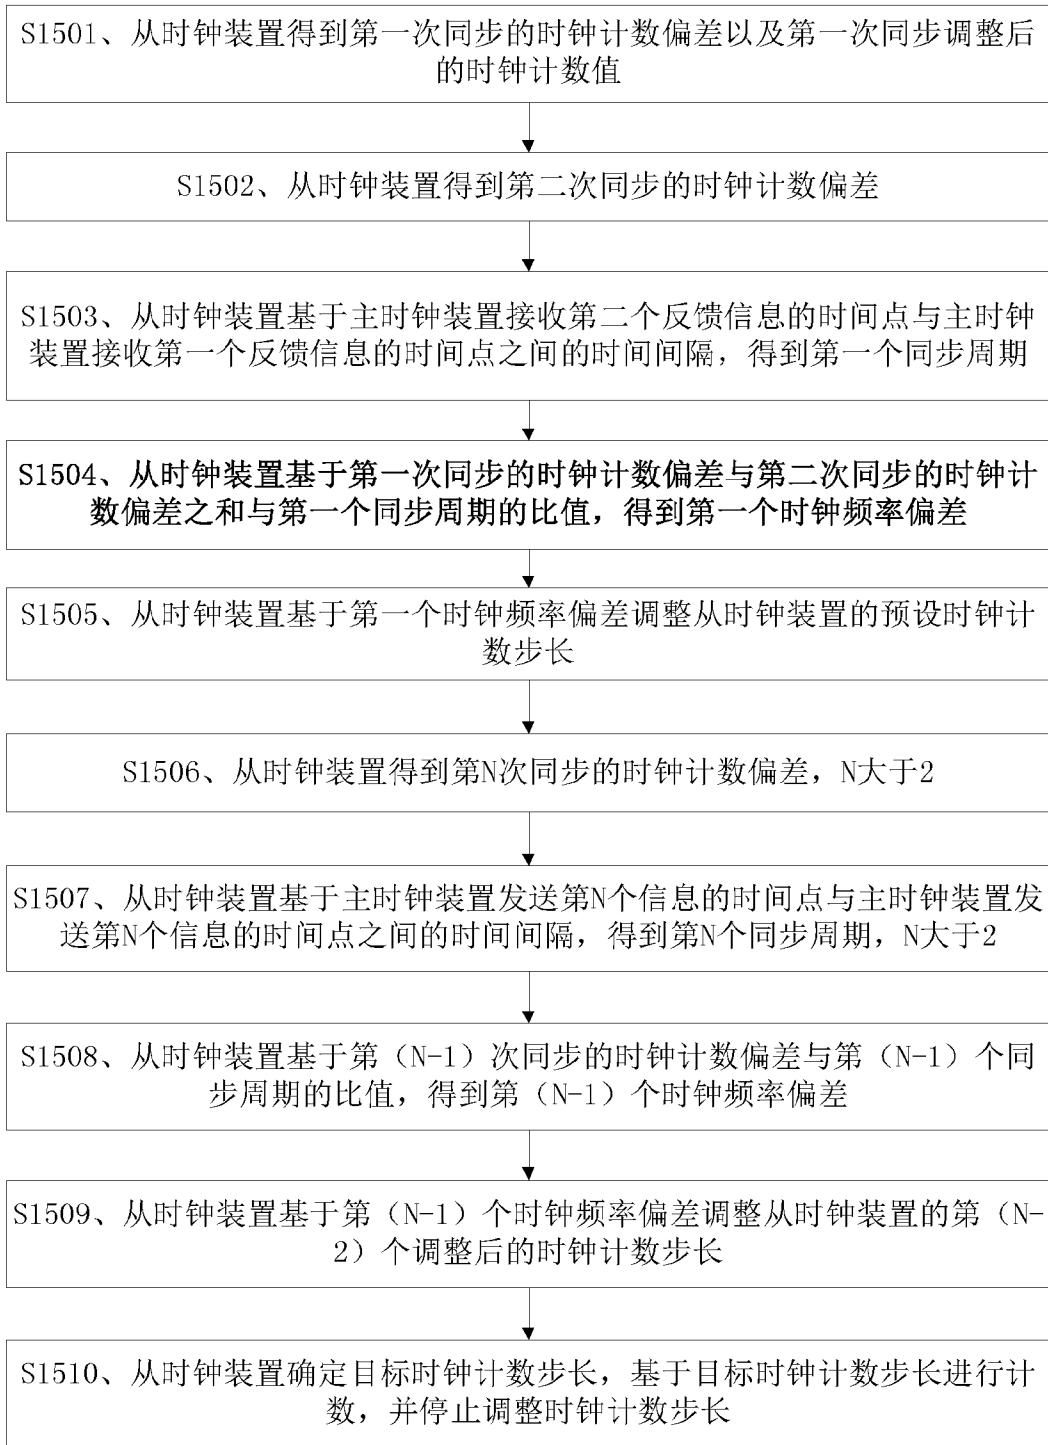 S1501、从时钟装置得到第一次同步的时钟计数偏差以及第一次同步调整后
的时钟计数值
S1502、从时钟装置得到第二次同步的时钟计数偏差
S1503、从时钟装置基于主时钟装置接收第二个反馈信息的时间点与主时钟
装置接收第一个反馈信息的时间点之间的时间间隔，得到第一个同步周期
S1504、从时钟装置基于第一次同步的时钟计数偏差与第二次同步的时钟计
数偏差之和与第一个同步周期的比值，得到第一个时钟频率偏差
S1505、从时钟装置基于第一个时钟频率偏差调整从时钟装置的预设时钟计
数步长
S1506、从时钟装置得到第N次同步的时钟计数偏差，N大于2
S1507、从时钟装置基于主时钟装置发送第N个信息的时间点与主时钟装置发
送第N个信息的时间点之间的时间间隔，得到第N个同步周期，N大于2
S1508、从时钟装置基于第（N-1）次同步的时钟计数偏差与第（N-1）个同
步周期的比值，得到第（N-1）个时钟频率偏差
S1509、从时钟装置基于第（N-1）个时钟频率偏差调整从时钟装置的第（N-
2）个调整后的时钟计数步长
S1510、从时钟装置确定目标时钟计数步长，基于目标时钟计数步长进行计
数，并停止调整时钟计数步长